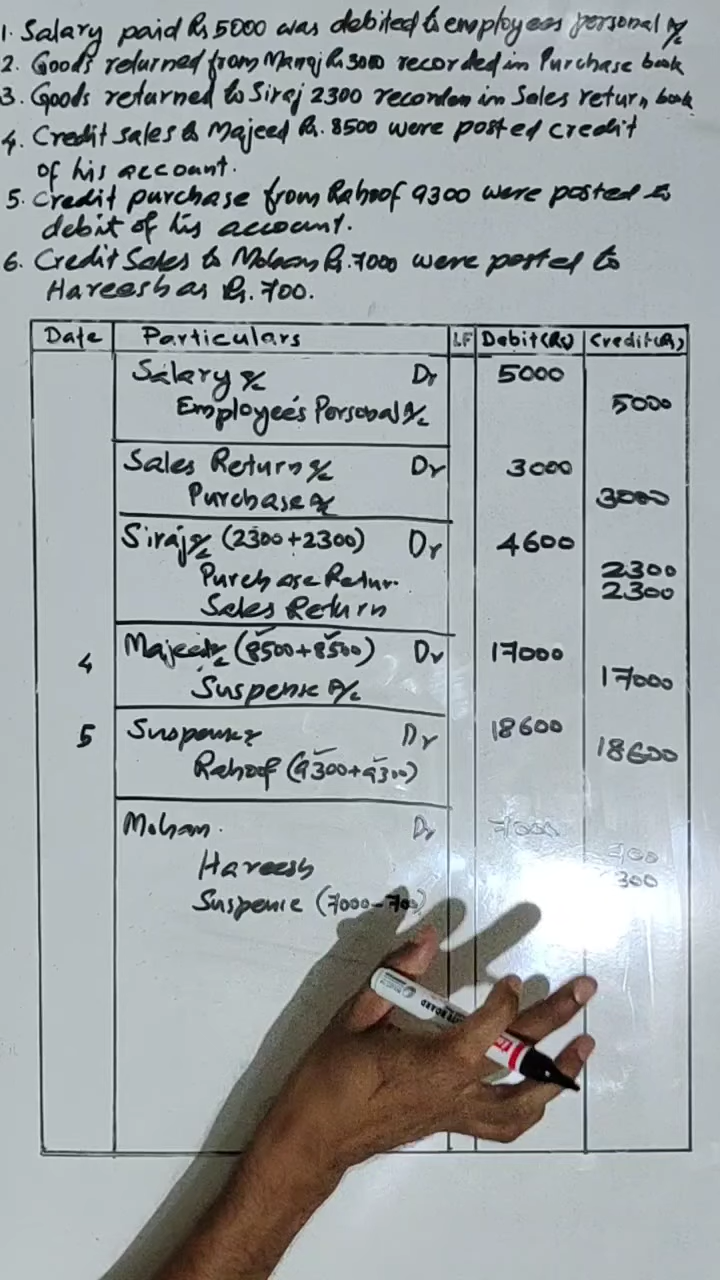 1. Salary paid Rs 5000 was debited to employees personal A/c
2. Goods returned from Manoj Rs 3000 recorded in Purchase book
3. Goods returned to Siraj 2300 recorded in Sales return book
4. Credit sales to Majeed Rs. 8500 were posted credit
of his account.
5. Credit purchase from Rahoof 9300 were posted to
debit of his account.
6. Credit Sales to Mohan Rs. 7000 were posted to
Hareesh as Rs. 700.
Date Particulars LF Debit(Rs) Credit(Rs)
Salary A/c Dr 5000
Employee's Personal A/c 5000
Sales Return A/c Dr 3000
Purchase A/c 3000
Siraj A/c (2300+2300) Dr 4600
Purchase Return 2300
Sales Return 2300
4 Majeed A/c (8500+8500) Dr 17000
Suspense A/c 17000
5 Suspense A/c Dr 18600
Rahoof (9300+9300) 18600
Mohan. Dr 7000
Hareesh 700
Suspense (7000-700) 300